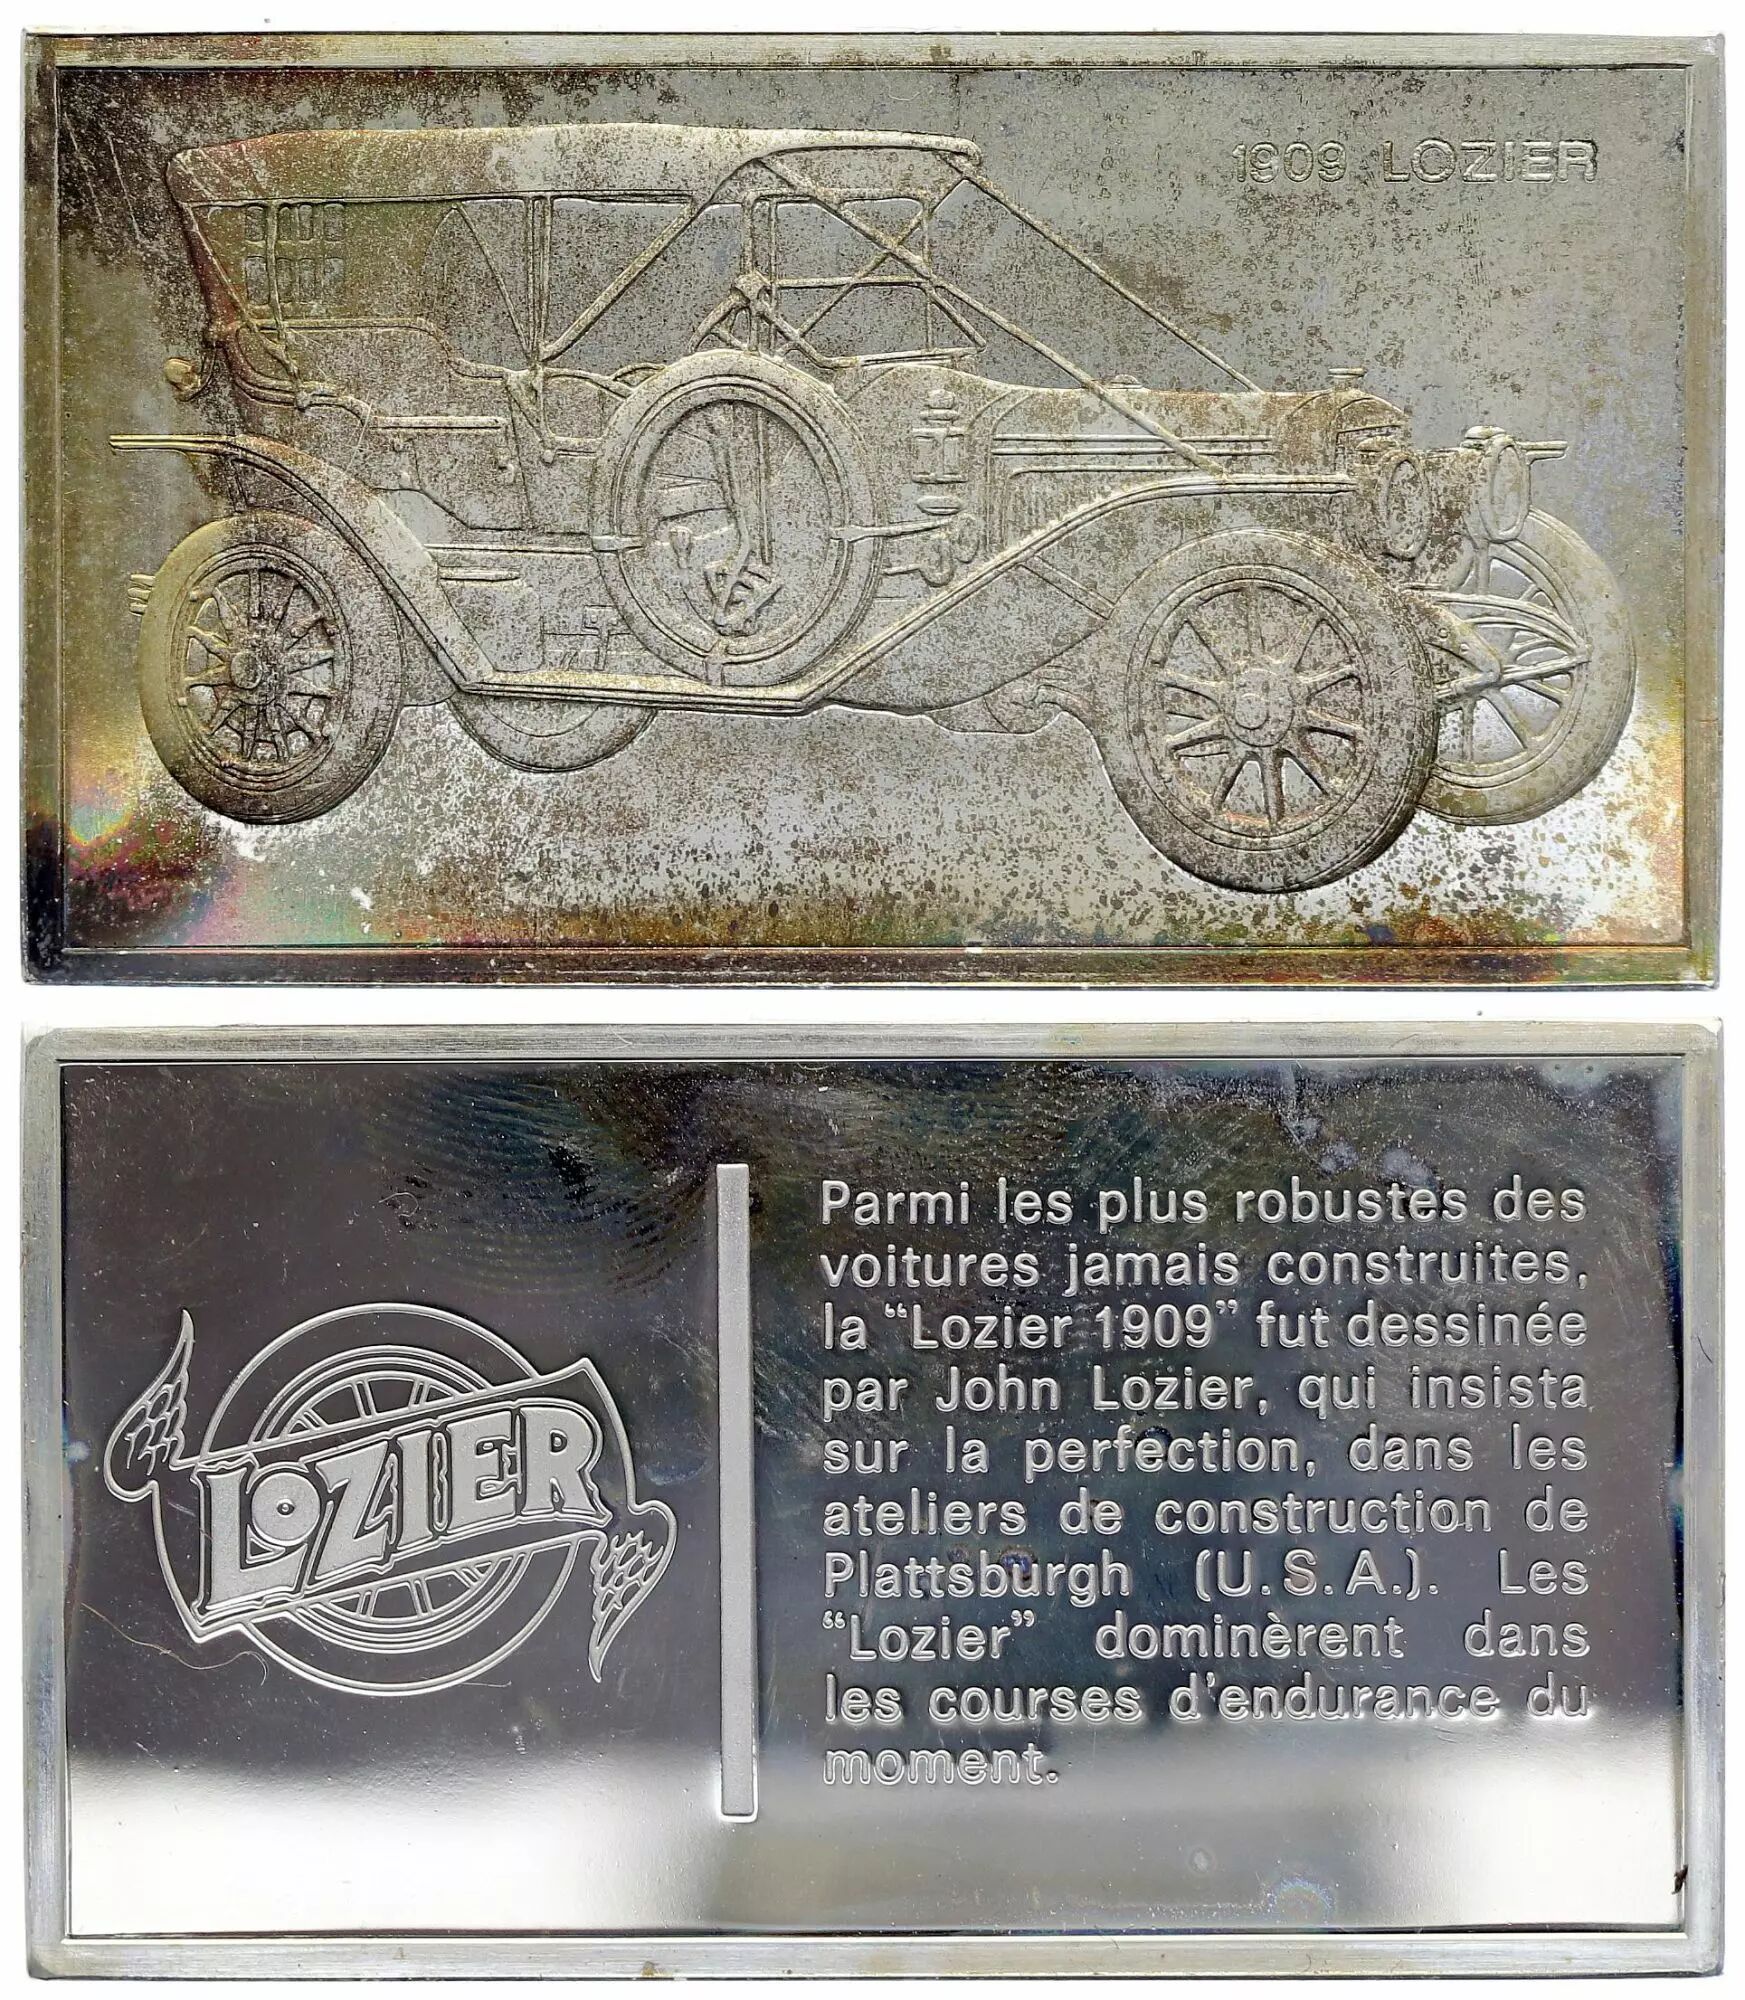 1909 LOZIER
LOZIER
Parmi les plus robustes des
voitures jamais construites,
la “Lozier 1909” fut dessinée
par John Lozier, qui insista
sur la perfection, dans les
ateliers de construction de
Plattsburgh (U.S.A.). Les
“Lozier” dominèrent dans
les courses d'endurance du
moment.